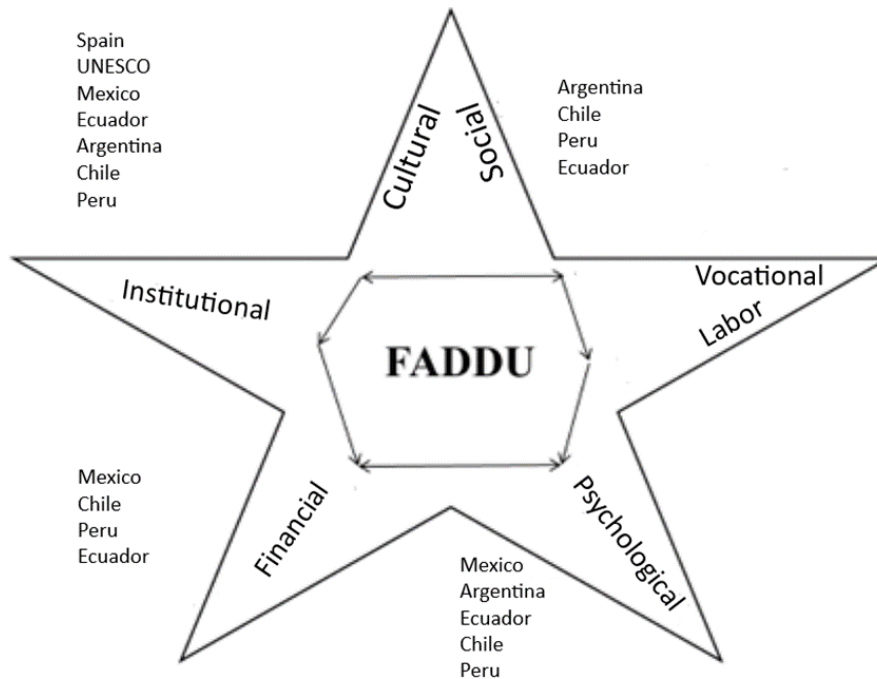 Spain
UNESCO
Mexico
Ecuador
Argentina
Chile
Peru
Cultural
Social
Argentina
Chile
Peru
Ecuador
Institutional
Vocational
Labor
FADDU
Mexico
Chile
Peru
Ecuador
Financial
Psychological
Mexico
Argentina
Ecuador
Chile
Peru